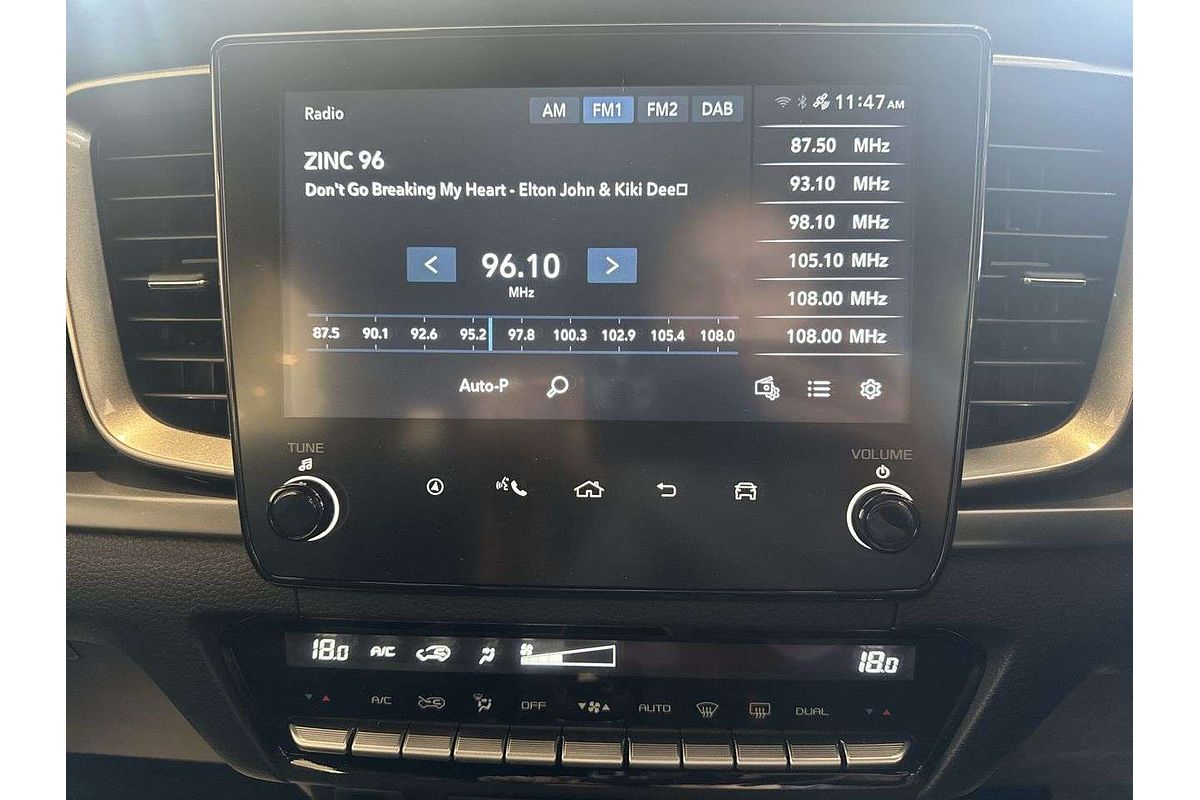 Radio
AM FM1 FM2 DAB
11:47 AM
ZINC 96
Don't Go Breaking My Heart - Elton John & Kiki Dee□
87.50 MHz
93.10 MHz
98.10 MHz
105.10 MHz
108.00 MHz
108.00 MHz
< 96.10 >
MHz
87.5 90.1 92.6 95.2 97.8 100.3 102.9 105.4 108.0
Auto-P
TUNE
VOLUME
18.0 A/C
18.0
A/C OFF AUTO DUAL